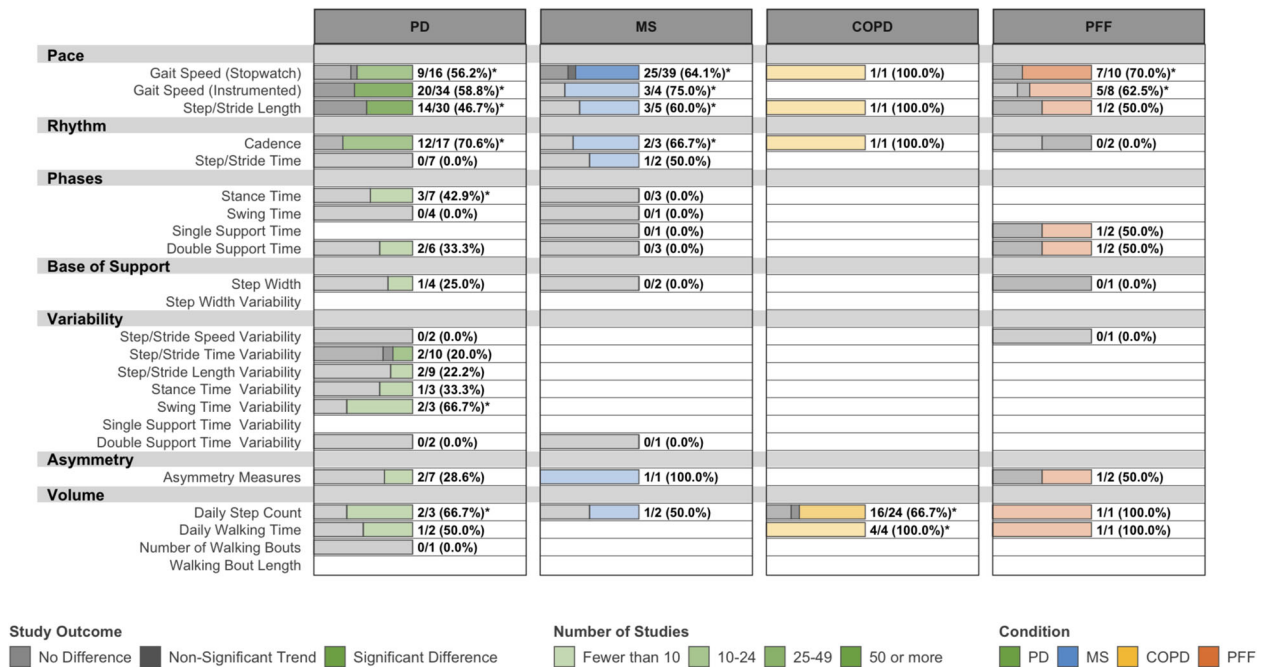 PD MS COPD PFF
Pace
Gait Speed (Stopwatch) 9/16 (56.2%)* 25/39 (64.1%)* 1/1 (100.0%) 7/10 (70.0%)*
Gait Speed (Instrumented) 20/34 (58.8%)* 3/4 (75.0%)* 5/8 (62.5%)*
Step/Stride Length 14/30 (46.7%)* 3/5 (60.0%)* 1/1 (100.0%) 1/2 (50.0%)
Rhythm
Cadence 12/17 (70.6%)* 2/3 (66.7%)* 1/1 (100.0%) 0/2 (0.0%)
Step/Stride Time 0/7 (0.0%) 1/2 (50.0%)
Phases
Stance Time 3/7 (42.9%)* 0/3 (0.0%)
Swing Time 0/4 (0.0%) 0/1 (0.0%)
Single Support Time 0/1 (0.0%) 1/2 (50.0%)
Double Support Time 2/6 (33.3%) 0/3 (0.0%) 1/2 (50.0%)
Base of Support
Step Width 1/4 (25.0%) 0/2 (0.0%) 0/1 (0.0%)
Step Width Variability
Variability
Step/Stride Speed Variability 0/2 (0.0%) 0/1 (0.0%)
Step/Stride Time Variability 2/10 (20.0%)
Step/Stride Length Variability 2/9 (22.2%)
Stance Time Variability 1/3 (33.3%)
Swing Time Variability 2/3 (66.7%)*
Single Support Time Variability
Double Support Time Variability 0/2 (0.0%) 0/1 (0.0%)
Asymmetry
Asymmetry Measures 2/7 (28.6%) 1/1 (100.0%) 1/2 (50.0%)
Volume
Daily Step Count 2/3 (66.7%)* 1/2 (50.0%) 16/24 (66.7%)* 1/1 (100.0%)
Daily Walking Time 1/2 (50.0%) 4/4 (100.0%)* 1/1 (100.0%)
Number of Walking Bouts 0/1 (0.0%)
Walking Bout Length
Study Outcome Number of Studies Condition
No Difference Non-Significant Trend Significant Difference Fewer than 10 10-24 25-49 50 or more PD MS COPD PFF